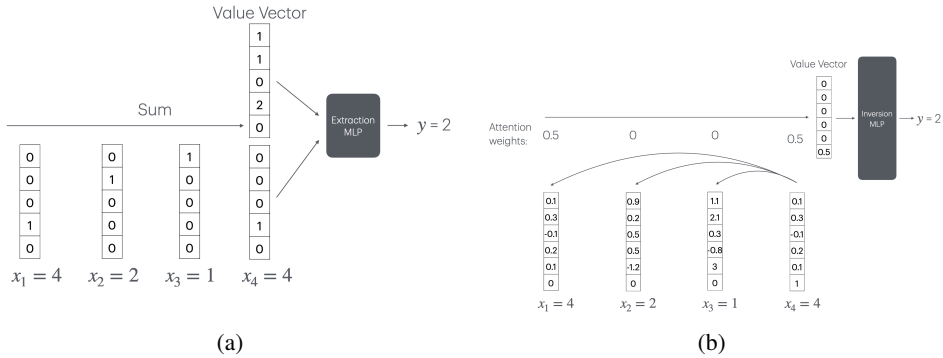 Value Vector
1
1
0
2
0
Sum
Extraction
MLP
y = 2
0
0
0
1
0
0
1
0
0
0
1
0
0
0
0
0
0
0
1
0
x₁ = 4
x₂ = 2
x₃ = 1
x₄ = 4
(a)
Value Vector
0
0
0
0
0
0.5
Inversion
MLP
y = 2
Attention
weights:
0.5
0
0
0.5
0.1
0.3
-0.1
0.2
0.1
0
0.9
0.2
0.5
0.5
-1.2
0
1.1
2.1
0.3
-0.8
3
0
0.1
0.3
-0.1
0.2
0.1
1
x₁ = 4
x₂ = 2
x₃ = 1
x₄ = 4
(b)